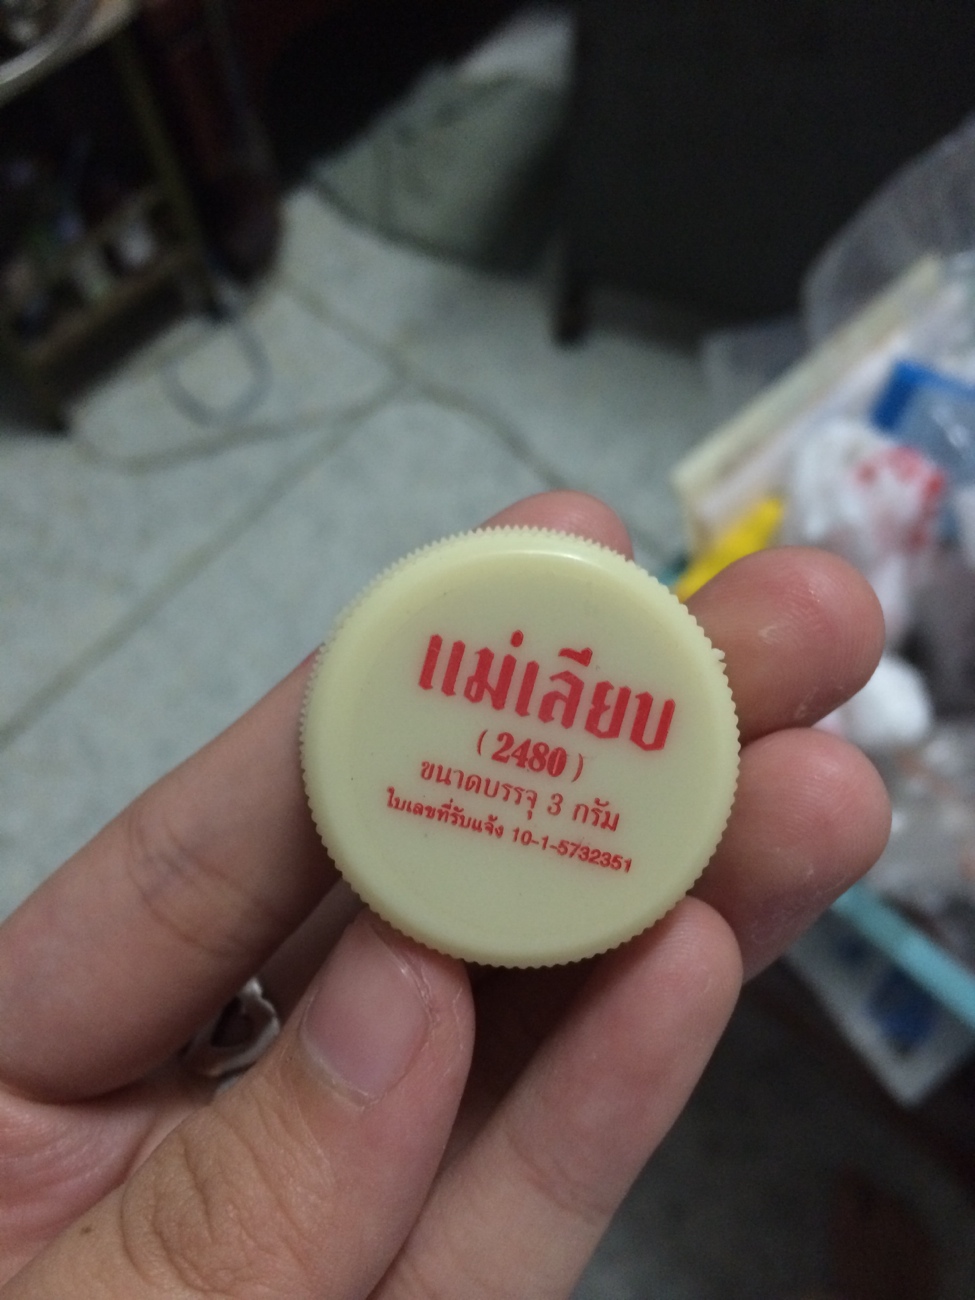 แม่เลียบ
(2480)
ขนาดบรรจุ 3 กรัม
ใบเลขที่รับแจ้ง 10-1-5732351